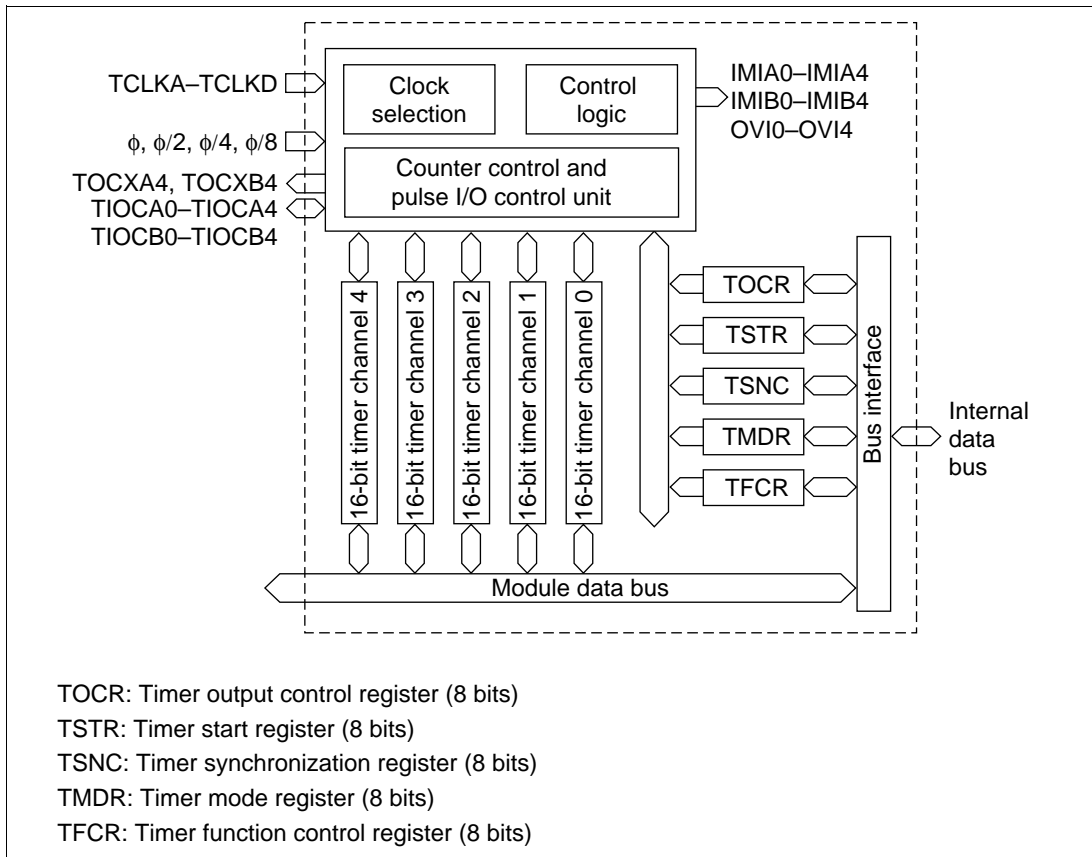 TCLKA–TCLKD
ϕ, ϕ/2, ϕ/4, ϕ/8
TOCXA4, TOCXB4
TIOCA0–TIOCA4
TIOCB0–TIOCB4
Clock
selection
Control
logic
Counter control and
pulse I/O control unit
IMIA0–IMIA4
IMIB0–IMIB4
OVI0–OVI4
16-bit timer channel 4
16-bit timer channel 3
16-bit timer channel 2
16-bit timer channel 1
16-bit timer channel 0
TOCR
TSTR
TSNC
TMDR
TFCR
Bus interface
Internal
data
bus
Module data bus
TOCR: Timer output control register (8 bits)
TSTR: Timer start register (8 bits)
TSNC: Timer synchronization register (8 bits)
TMDR: Timer mode register (8 bits)
TFCR: Timer function control register (8 bits)